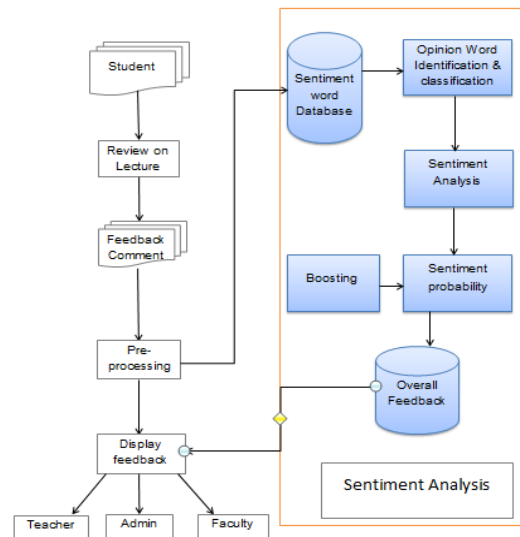 Student
Review on
Lecture
Feedback
Comment
Pre-
processing
Display
feedback
Teacher
Admin
Faculty
Sentiment
word
Database
Opinion Word
Identification &
classification
Sentiment
Analysis
Boosting
Sentiment
probability
Overall
Feedback
Sentiment Analysis